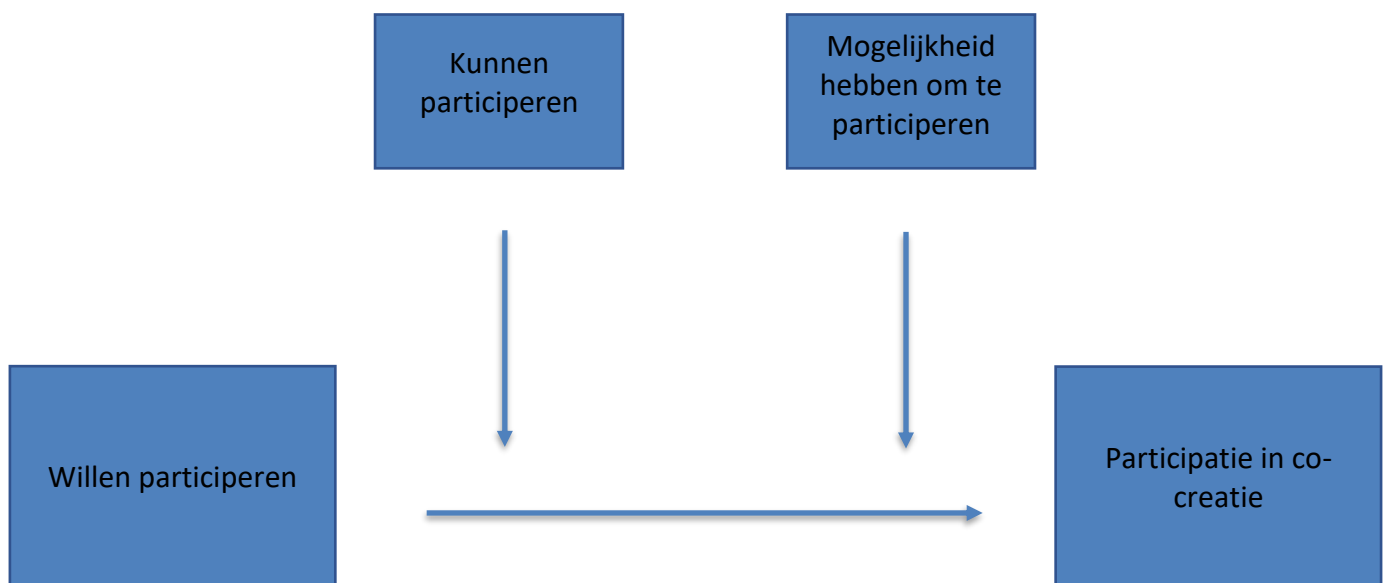 Kunnen
participeren
Mogelijkheid
hebben om te
participeren
Willen participeren
Participatie in co-
creatie